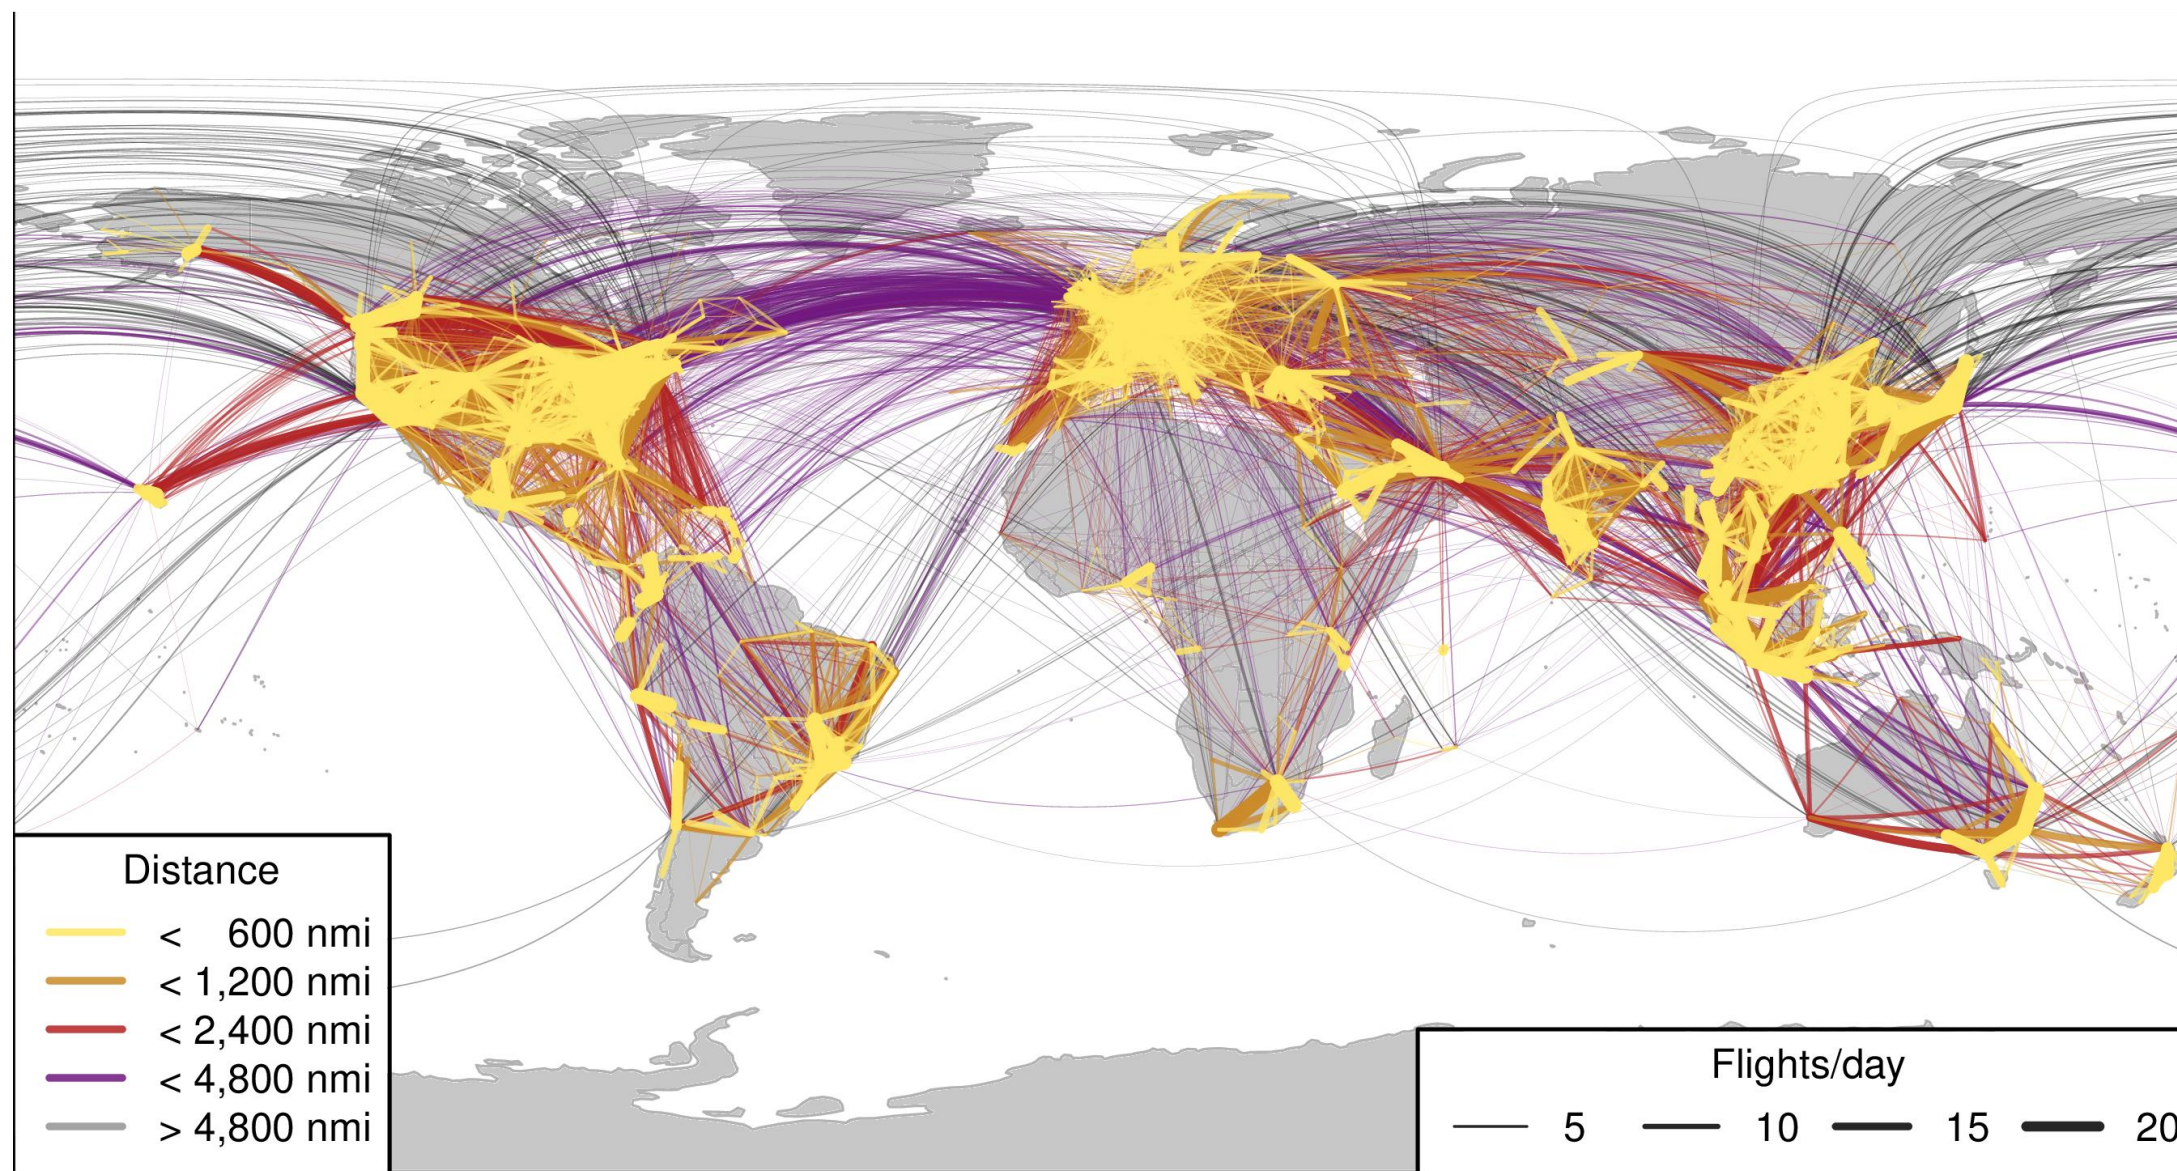 Distance
< 600 nmi
< 1,200 nmi
< 2,400 nmi
< 4,800 nmi
> 4,800 nmi
Flights/day
5 10 15 20